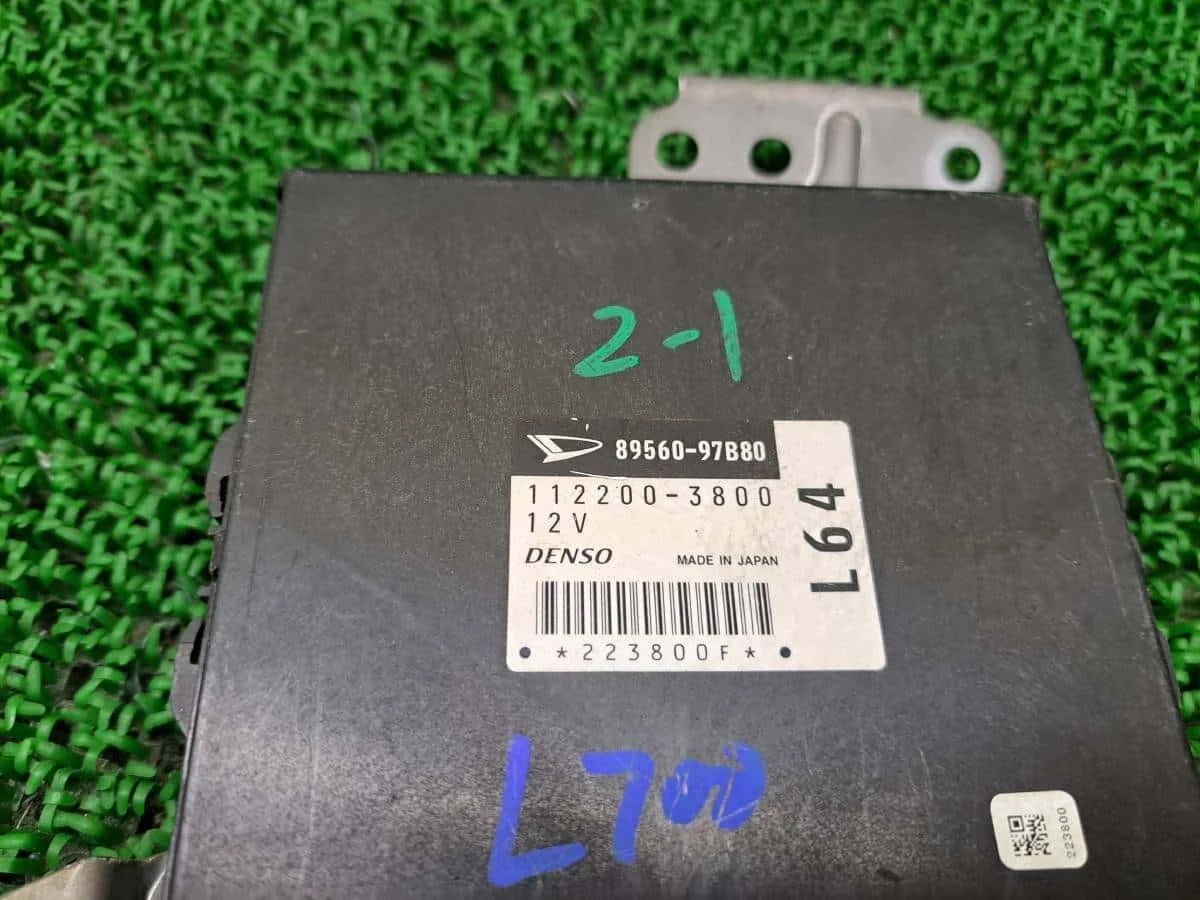 2-1
89560-97B80
112200-3800
12V
DENSO MADE IN JAPAN
L64
*223800F*
L700
223800